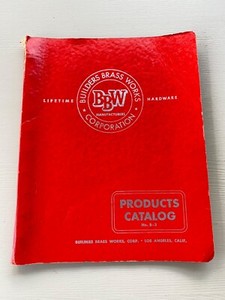 BUILDERS BRASS WORKS
LIFETIME
BBW
HARDWARE
MANUFACTURERS
CORPORATION
PRODUCTS
CATALOG
BUILDERS BRASS WORKS, CORP. • LOS ANGELES, CALIF.